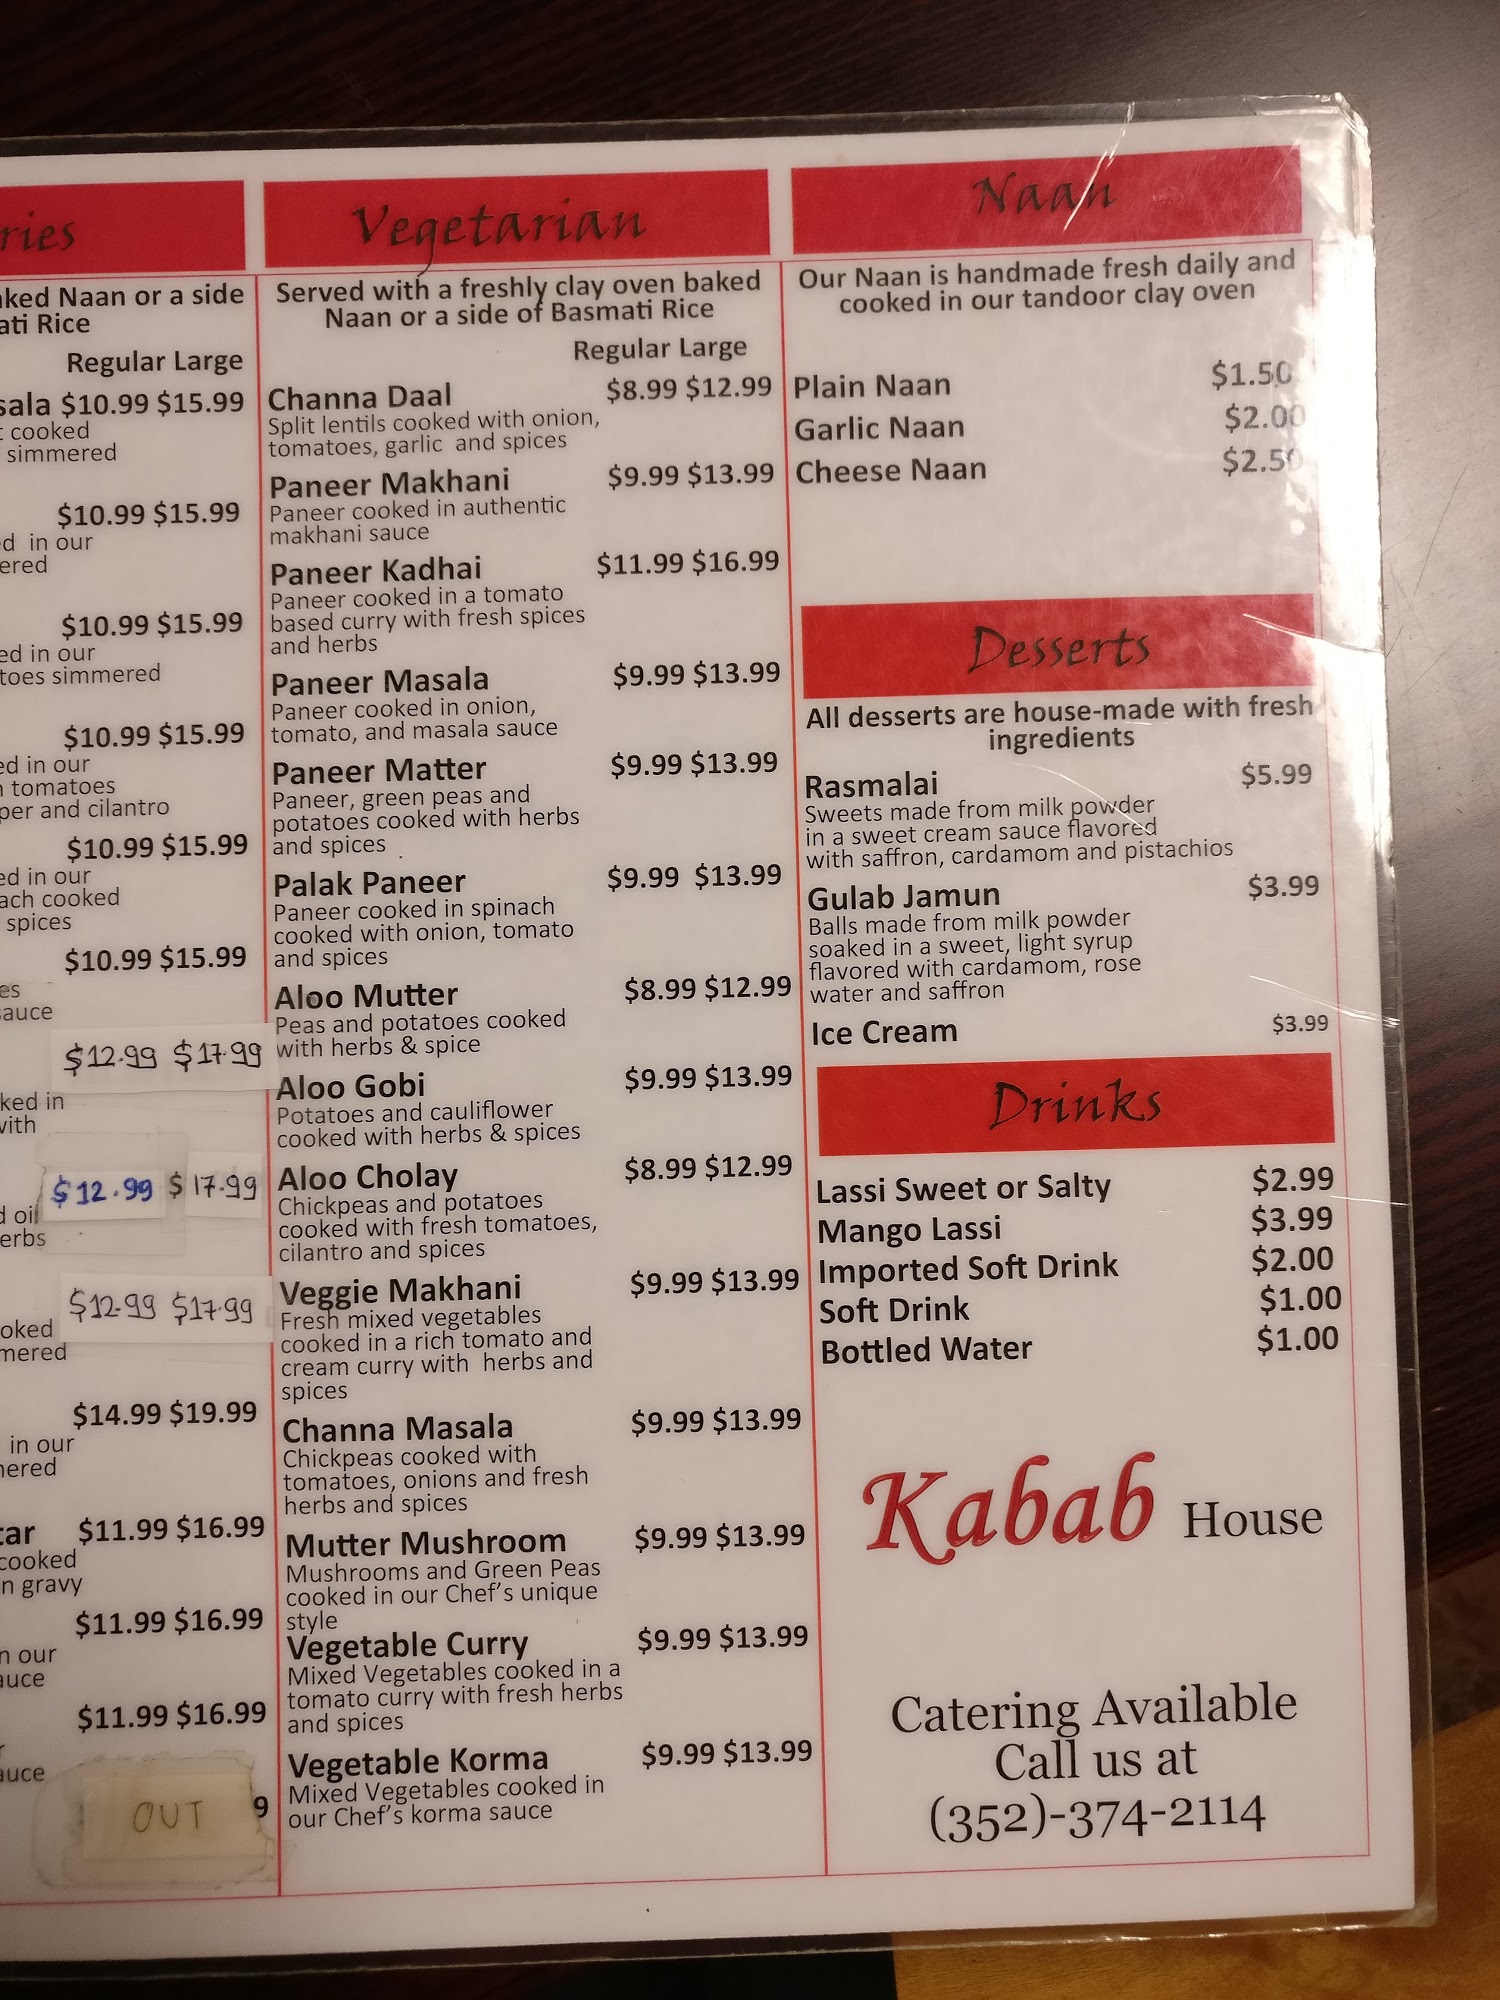 ries
aked Naan or a side
ati Rice
Regular Large
sala $10.99 $15.99
cooked
simmered
$10.99 $15.99
d in our
ered
$10.99 $15.99
ed in our
toes simmered
$10.99 $15.99
ed in our
tomatoes
per and cilantro
$10.99 $15.99
ed in our
ach cooked
spices
$10.99 $15.99
es
sauce
$12.99 $17.99
ked in
with
$12.99 $17.99
d oil
erbs
$12.99 $17.99
oked
mered
$14.99 $19.99
in our
mered
tar $11.99 $16.99
cooked
n gravy
$11.99 $16.99
n our
auce
$11.99 $16.99
auce
OUT 9
Vegetarian
Served with a freshly clay oven baked
Naan or a side of Basmati Rice
Regular Large
Channa Daal $8.99 $12.99
Split lentils cooked with onion,
tomatoes, garlic and spices
Paneer Makhani $9.99 $13.99
Paneer cooked in authentic
makhani sauce
Paneer Kadhai $11.99 $16.99
Paneer cooked in a tomato
based curry with fresh spices
and herbs
Paneer Masala $9.99 $13.99
Paneer cooked in onion,
tomato, and masala sauce
Paneer Matter $9.99 $13.99
Paneer, green peas and
potatoes cooked with herbs
and spices
Palak Paneer $9.99 $13.99
Paneer cooked in spinach
cooked with onion, tomato
and spices
Aloo Mutter $8.99 $12.99
Peas and potatoes cooked
with herbs & spice
Aloo Gobi $9.99 $13.99
Potatoes and cauliflower
cooked with herbs & spices
Aloo Cholay $8.99 $12.99
Chickpeas and potatoes
cooked with fresh tomatoes,
cilantro and spices
Veggie Makhani $9.99 $13.99
Fresh mixed vegetables
cooked in a rich tomato and
cream curry with herbs and
spices
Channa Masala $9.99 $13.99
Chickpeas cooked with
tomatoes, onions and fresh
herbs and spices
Mutter Mushroom $9.99 $13.99
Mushrooms and Green Peas
cooked in our Chef's unique
style
Vegetable Curry $9.99 $13.99
Mixed Vegetables cooked in a
tomato curry with fresh herbs
and spices
Vegetable Korma $9.99 $13.99
Mixed Vegetables cooked in
our Chef's korma sauce
Naan
Our Naan is handmade fresh daily and
cooked in our tandoor clay oven
Plain Naan $1.50
Garlic Naan $2.00
Cheese Naan $2.50
Desserts
All desserts are house-made with fresh
ingredients
Rasmalai $5.99
Sweets made from milk powder
in a sweet cream sauce flavored
with saffron, cardamom and pistachios
Gulab Jamun $3.99
Balls made from milk powder
soaked in a sweet, light syrup
flavored with cardamom, rose
water and saffron
Ice Cream $3.99
Drinks
Lassi Sweet or Salty $2.99
Mango Lassi $3.99
Imported Soft Drink $2.00
Soft Drink $1.00
Bottled Water $1.00
Kabab House
Catering Available
Call us at
(352)-374-2114